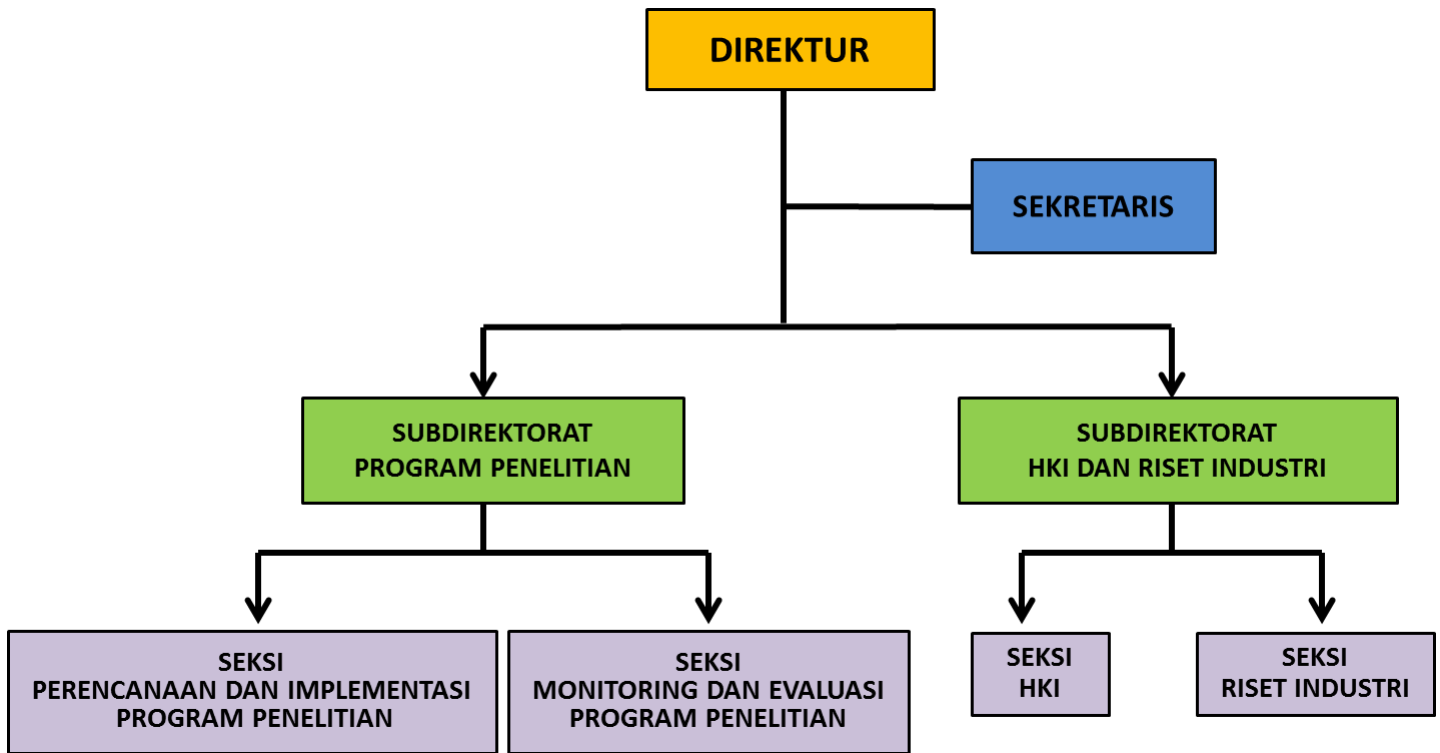 DIREKTUR
SEKRETARIS
SUBDIREKTORAT
PROGRAM PENELITIAN
SUBDIREKTORAT
HKI DAN RISET INDUSTRI
SEKSI
PERENCANAAN DAN IMPLEMENTASI
PROGRAM PENELITIAN
SEKSI
MONITORING DAN EVALUASI
PROGRAM PENELITIAN
SEKSI
HKI
SEKSI
RISET INDUSTRI